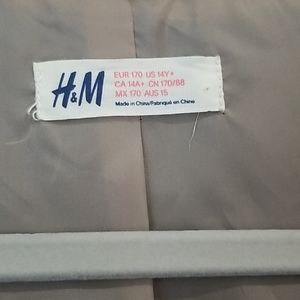 H&M
EUR 170 US 14Y+
CA 14A+ CN 170/88
MX 170 AUS 15
Made in China/Fabriqué en Chine